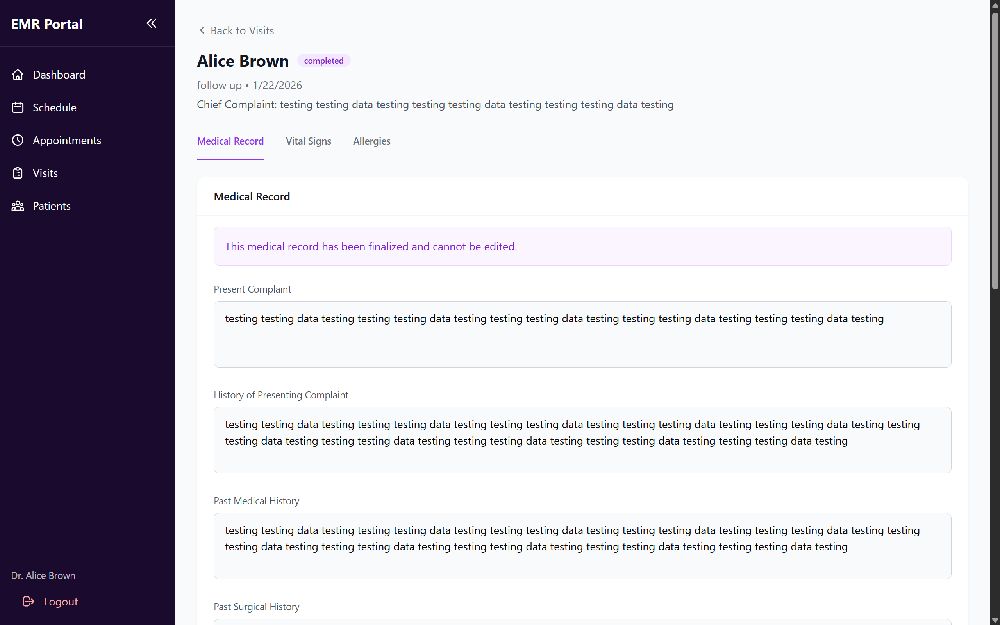 EMR Portal
Dashboard
Schedule
Appointments
Visits
Patients
Dr. Alice Brown
Logout
Back to Visits
Alice Brown completed
follow up • 1/22/2026
Chief Complaint: testing testing data testing testing testing data testing testing testing data testing
Medical Record Vital Signs Allergies
Medical Record
This medical record has been finalized and cannot be edited.
Present Complaint
testing testing data testing testing testing data testing testing testing data testing testing testing data testing testing testing data testing
History of Presenting Complaint
testing testing data testing testing testing data testing testing testing data testing testing testing data testing testing testing data testing testing
testing data testing testing testing data testing testing testing data testing testing testing data testing testing testing data testing
Past Medical History
testing testing data testing testing testing data testing testing testing data testing testing testing data testing testing testing data testing testing
testing data testing testing testing data testing testing testing data testing testing testing data testing testing testing data testing
Past Surgical History